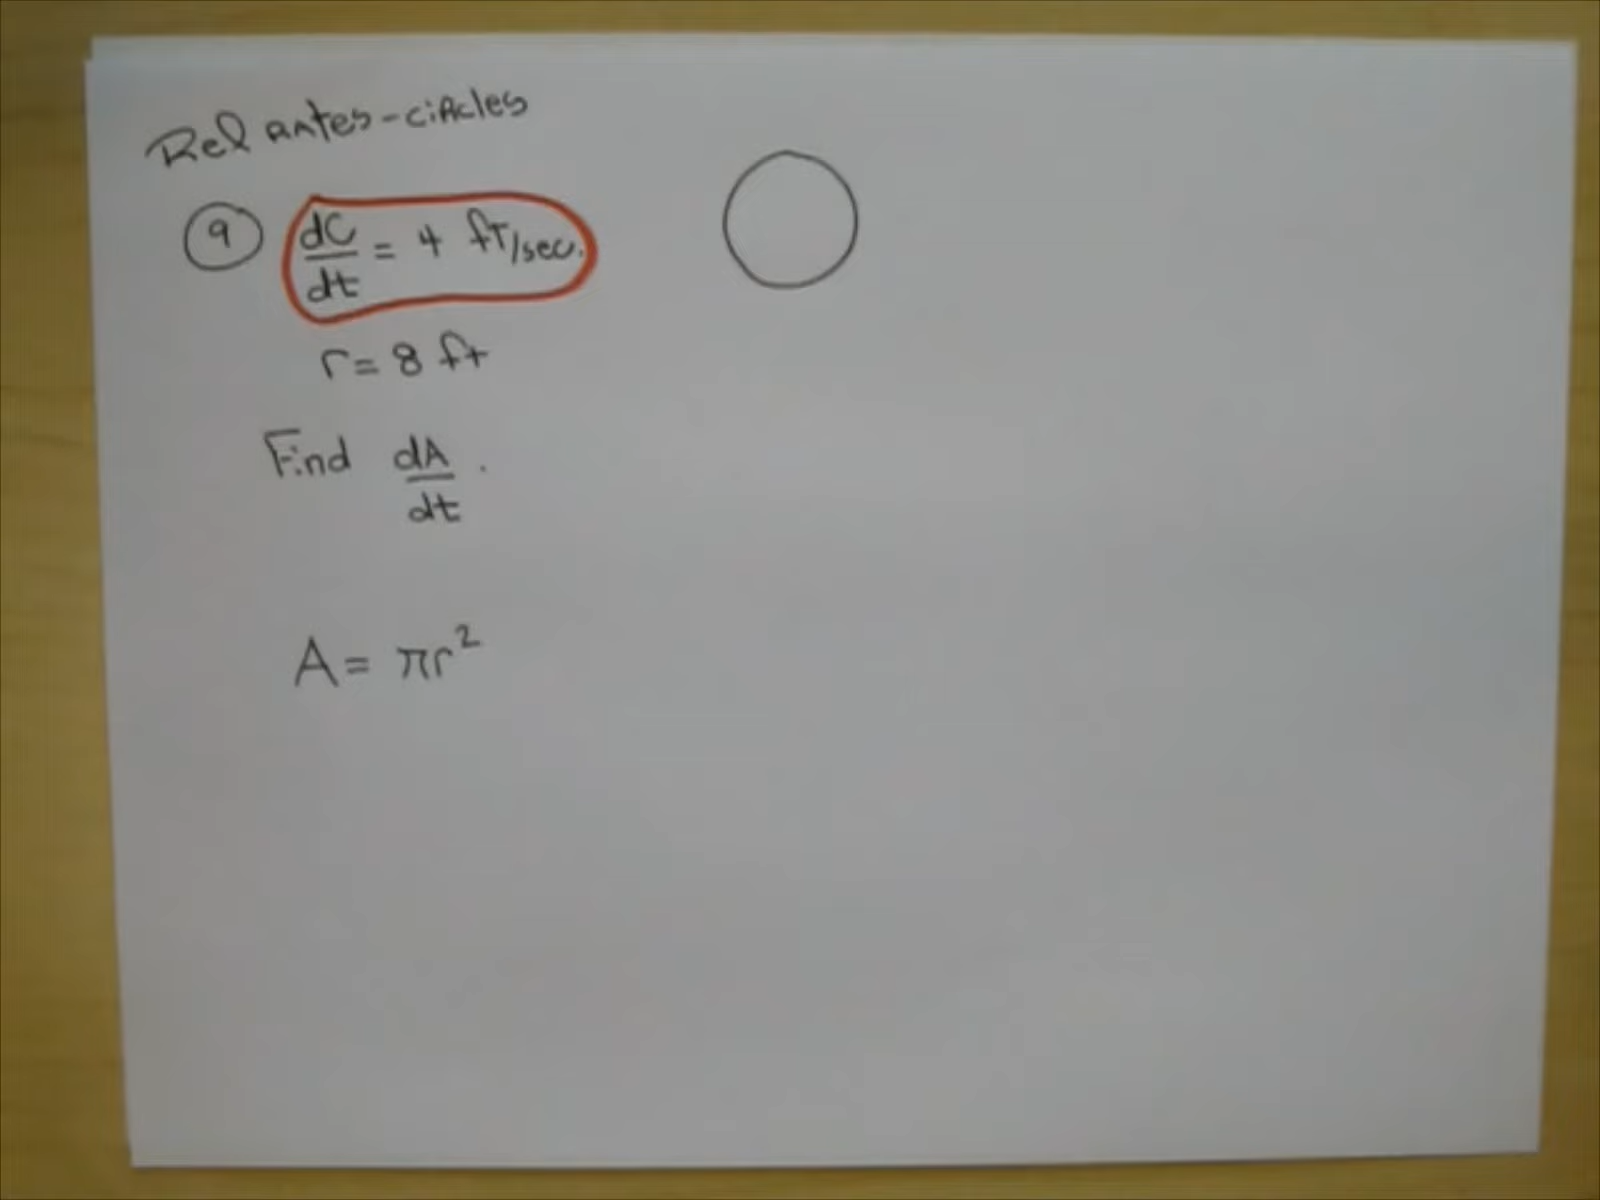 Rel Rates-circles
9 dC/dt = 4 ft/sec.
r = 8 ft
Find dA/dt.
A = πr²